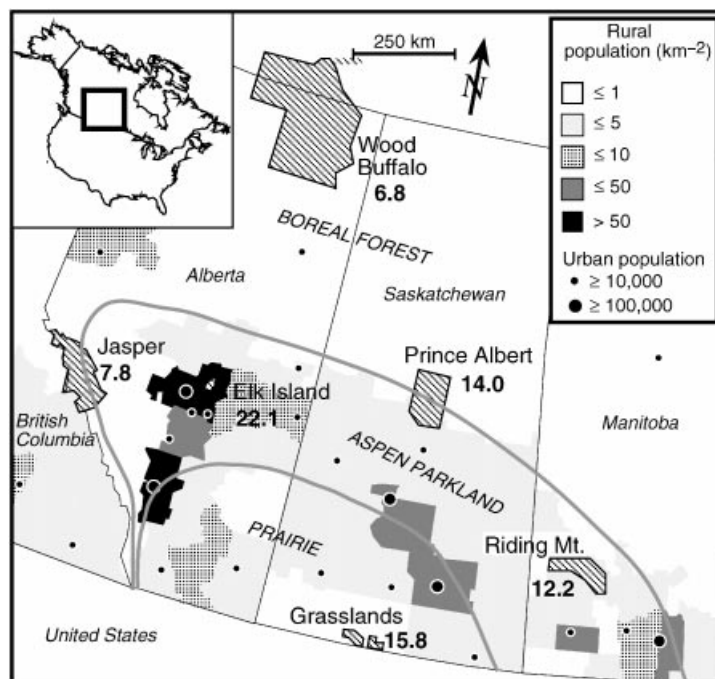 250 km
N
Rural
population (km–2)
≤ 1
≤ 5
≤ 10
≤ 50
> 50
Urban population
≥ 10,000
≥ 100,000
Wood
Buffalo
6.8
BOREAL FOREST
Alberta
Saskatchewan
Jasper
7.8
Prince Albert
14.0
Elk Island
22.1
British
Columbia
Manitoba
ASPEN PARKLAND
PRAIRIE
Riding Mt.
12.2
Grasslands
15.8
United States